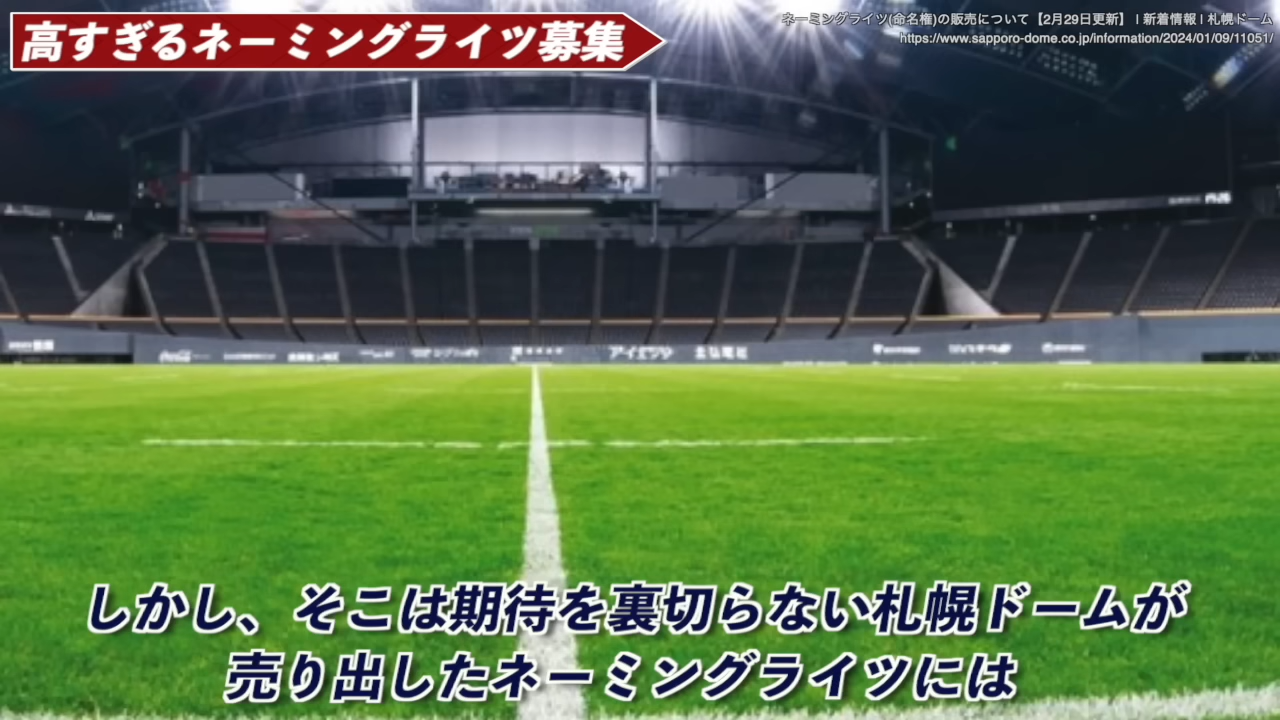 高すぎるネーミングライツ募集
ネーミングライツ(命名権)の販売について【2月29日更新】 | 新着情報 | 札幌ドーム
https://www.sapporo-dome.co.jp/information/2024/01/09/11051/
アイエツジ
しかし、そこは期待を裏切らない札幌ドームが
売り出したネーミングライツには